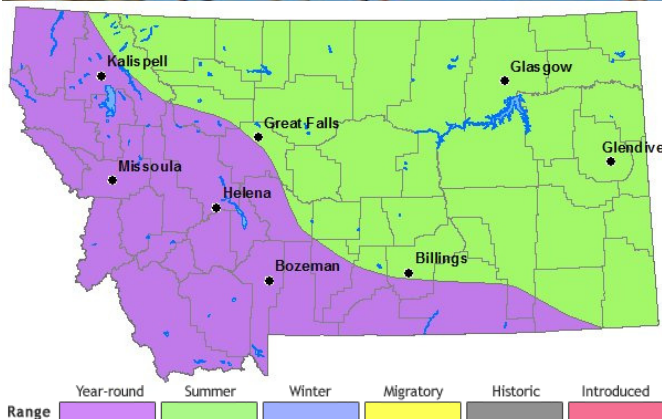 Kalispell
Glasgow
Great Falls
Glendive
Missoula
Helena
Bozeman
Billings
Year-round Summer Winter Migratory Historic Introduced
Range